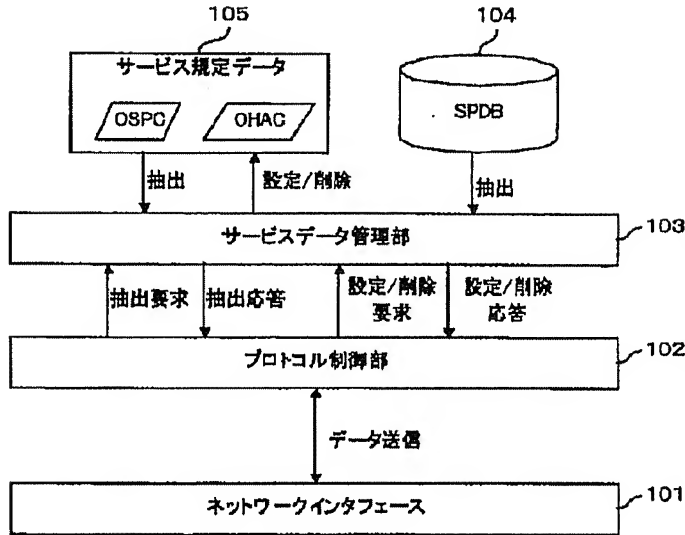 105
104
サービス規定データ
OSPC
OHAC
SPDB
抽出
設定/削除
抽出
サービスデータ管理部
103
抽出要求
抽出応答
設定/削除
要求
設定/削除
応答
プロトコル制御部
102
データ送信
ネットワークインタフェース
101